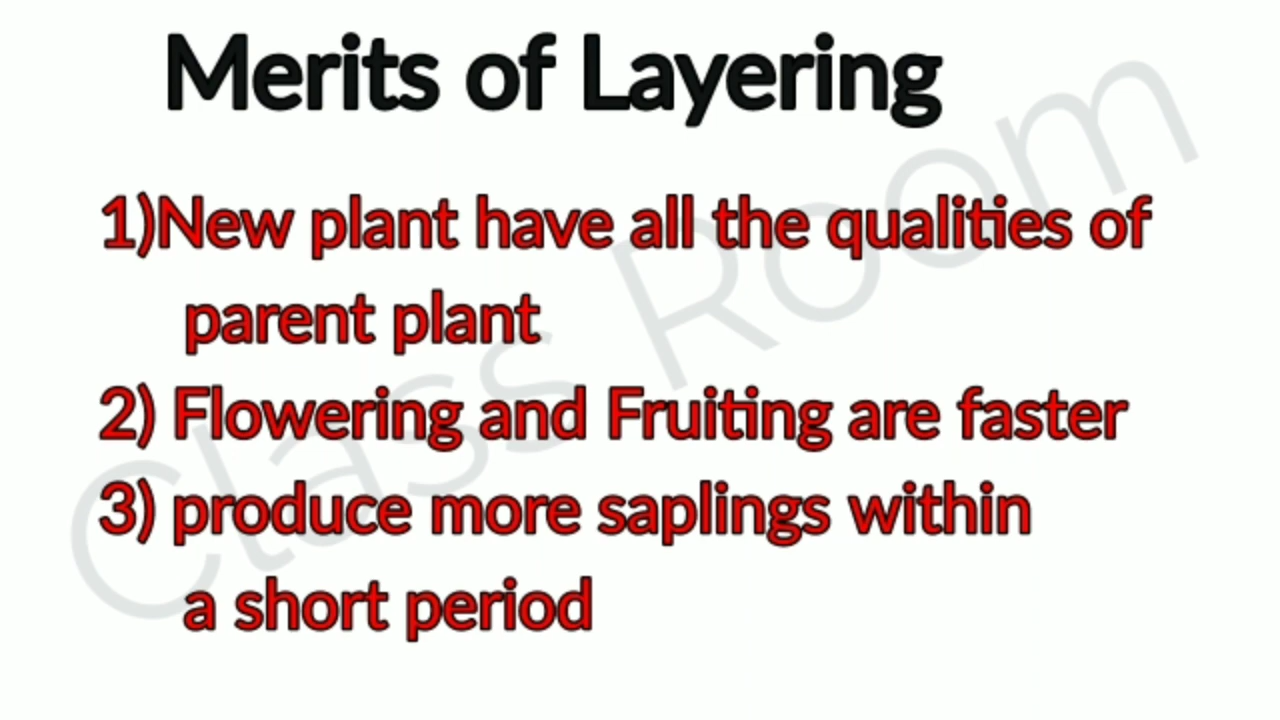 Merits of Layering
1)New plant have all the qualities of
parent plant
2) Flowering and Fruiting are faster
3) produce more saplings within
a short period
Class Room